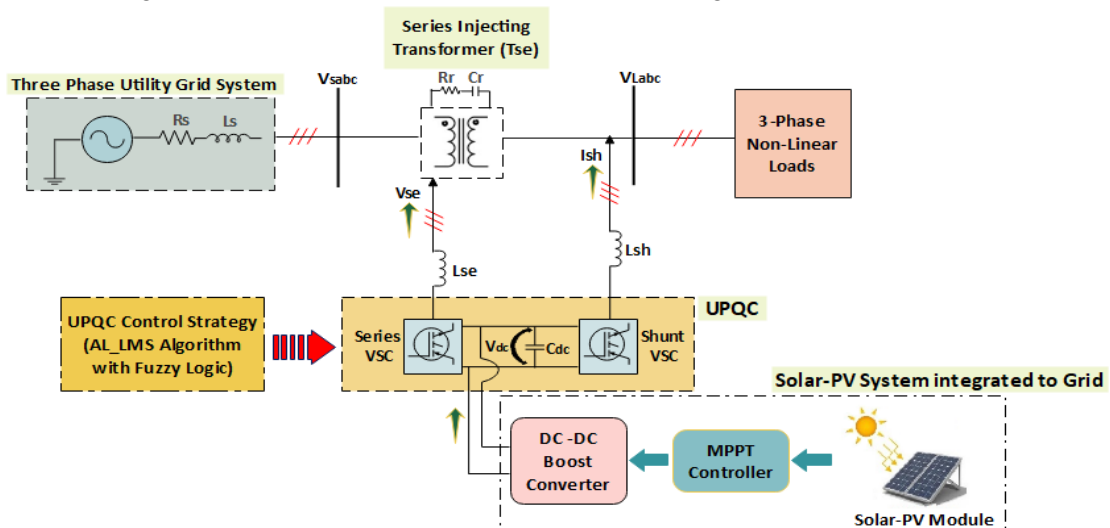 Series Injecting
Transformer (Tse)
Rr
Cr
Three Phase Utility Grid System
Vsabc
VLabc
Rs
Ls
3-Phase
Non-Linear
Loads
Ish
Vse
Lsh
Lse
UPQC
UPQC Control Strategy
(AL_LMS Algorithm
with Fuzzy Logic)
Series
VSC
Vdc
Cdc
Shunt
VSC
Solar-PV System integrated to Grid
DC -DC
Boost
Converter
MPPT
Controller
Solar-PV Module